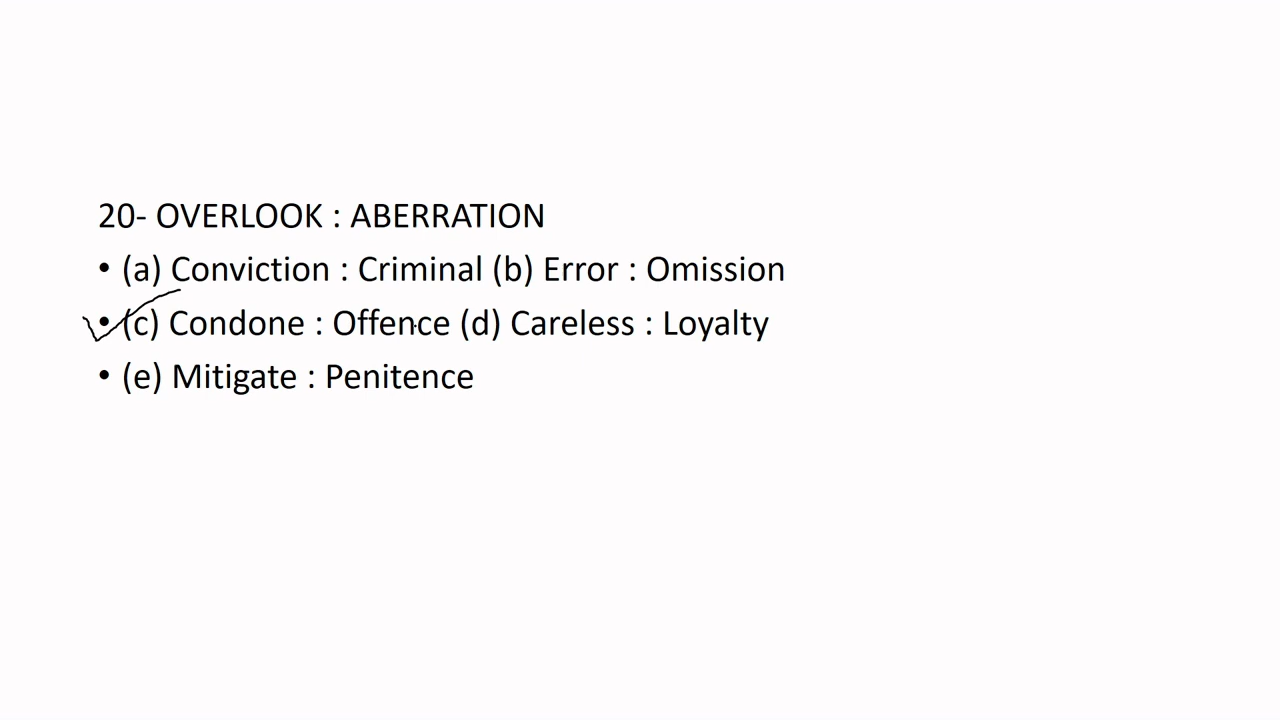 20- OVERLOOK : ABERRATION
• (a) Conviction : Criminal (b) Error : Omission
• (c) Condone : Offence (d) Careless : Loyalty
• (e) Mitigate : Penitence